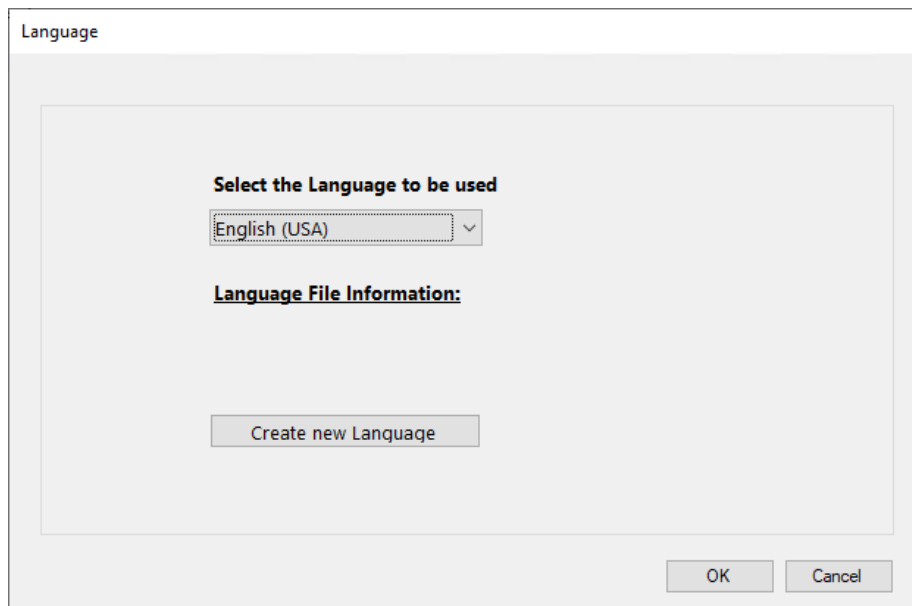 Language
Select the Language to be used
English (USA)
Language File Information:
Create new Language
OK
Cancel